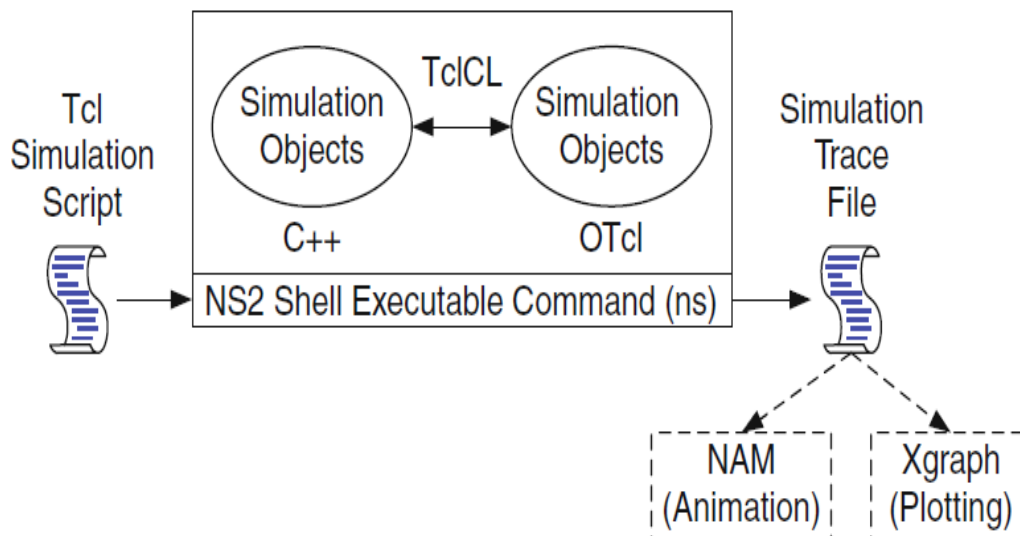 Tcl
Simulation
Script
TclCL
Simulation
Objects
Simulation
Objects
C++
OTcl
NS2 Shell Executable Command (ns)
Simulation
Trace
File
NAM
(Animation)
Xgraph
(Plotting)